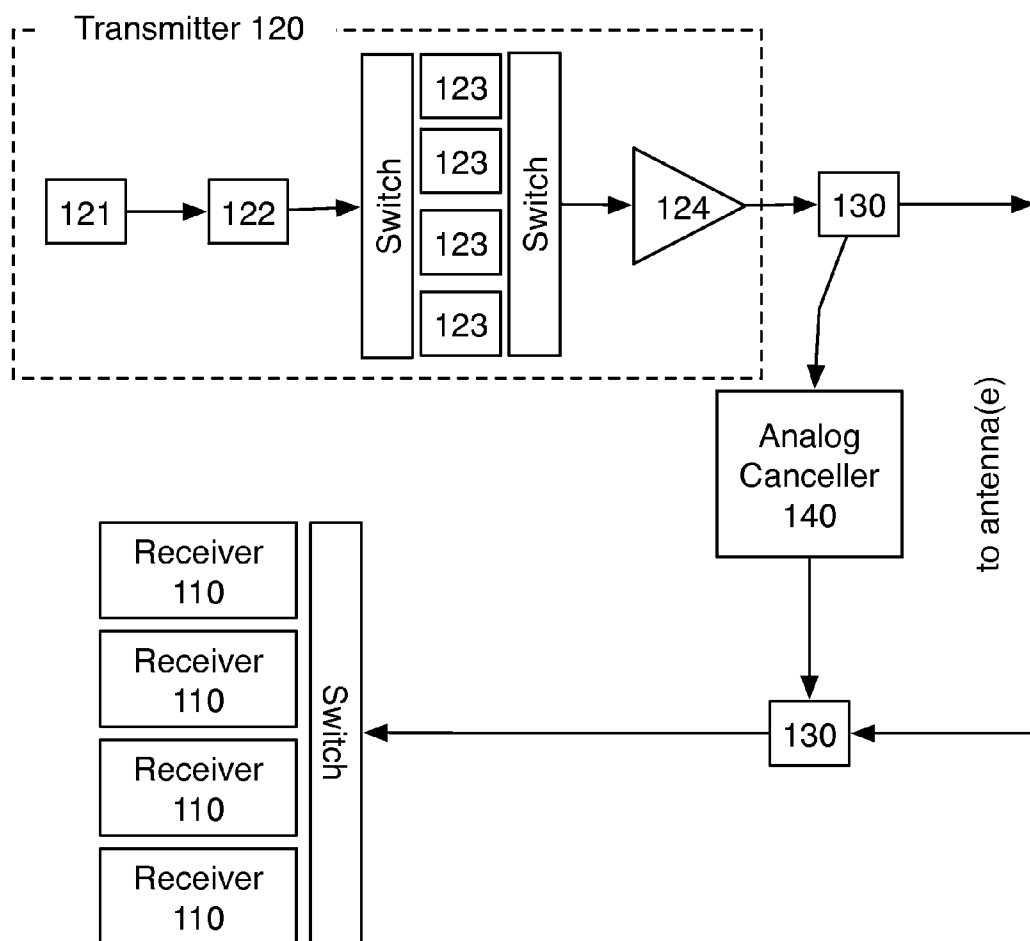 Transmitter 120
121
122
Switch
123
123
123
123
Switch
124
130
Analog
Canceller
140
to antenna(e)
Receiver
110
Receiver
110
Receiver
110
Receiver
110
Switch
130